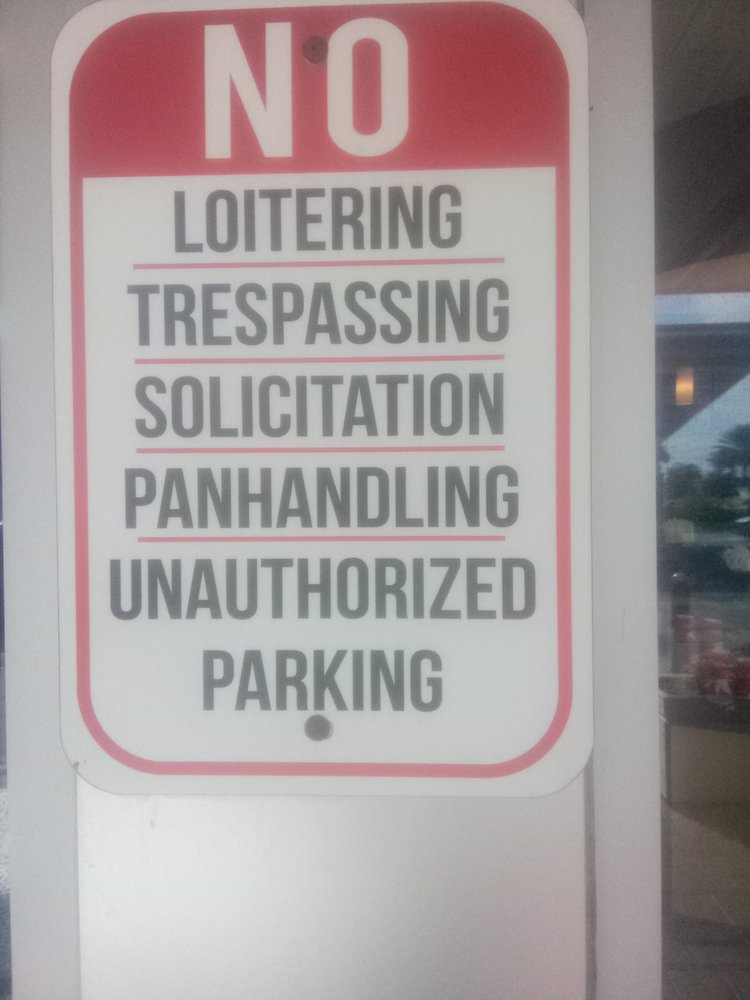 NO
LOITERING
TRESPASSING
SOLICITATION
PANHANDLING
UNAUTHORIZED
PARKING